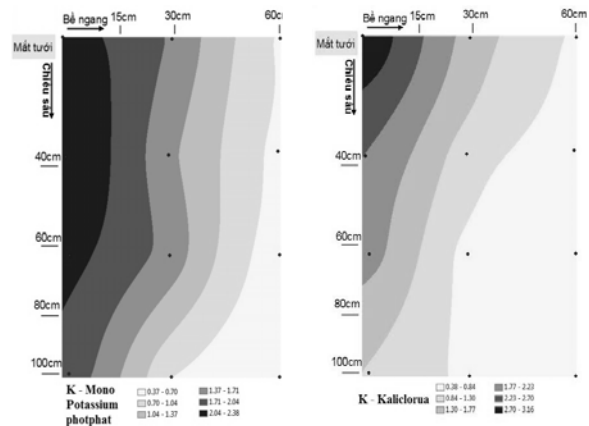 Bề ngang
15cm
30cm
60cm
Mắt tưới
Chiều sâu
40cm
60cm
80cm
100cm
K - Mono
Potassium
photphat
0.37 - 0.70
0.70 - 1.04
1.04 - 1.37
1.37 - 1.71
1.71 - 2.04
2.04 - 2.38
Bề ngang
15cm
30cm
60cm
Mắt tưới
Chiều sâu
40cm
60cm
80cm
100cm
K - Kaliclorua
0.38 - 0.84
0.84 - 1.30
1.30 - 1.77
1.77 - 2.23
2.23 - 2.70
2.70 - 3.16